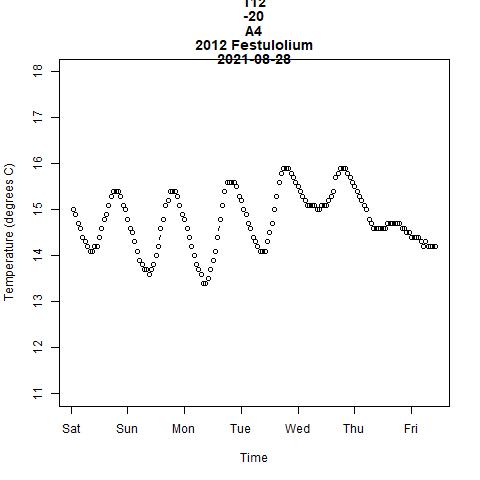 T12
-20
A4
2012 Festulolium
2021-08-28
Temperature (degrees C)
18
17
16
15
14
13
12
11
Sat Sun Mon Tue Wed Thu Fri
Time